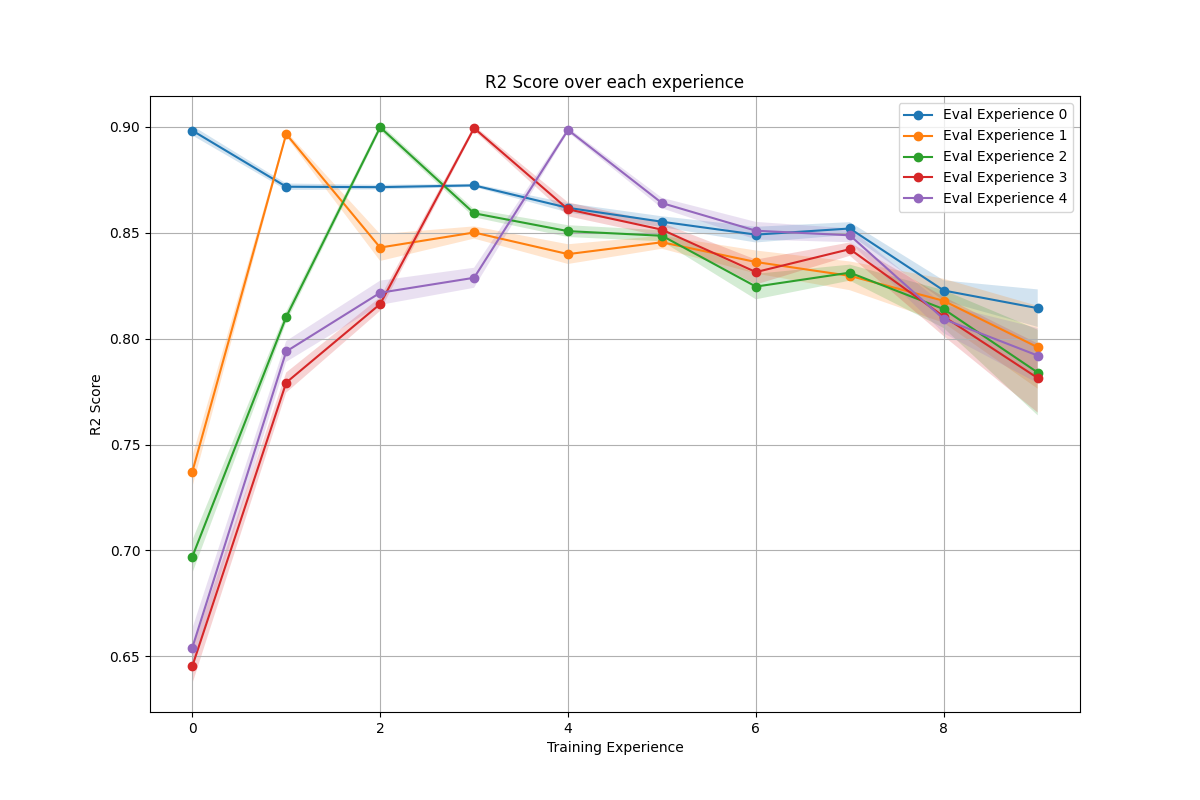 R2 Score over each experience
Eval Experience 0
Eval Experience 1
Eval Experience 2
Eval Experience 3
Eval Experience 4
R2 Score
0.90
0.85
0.80
0.75
0.70
0.65
0 2 4 6 8
Training Experience